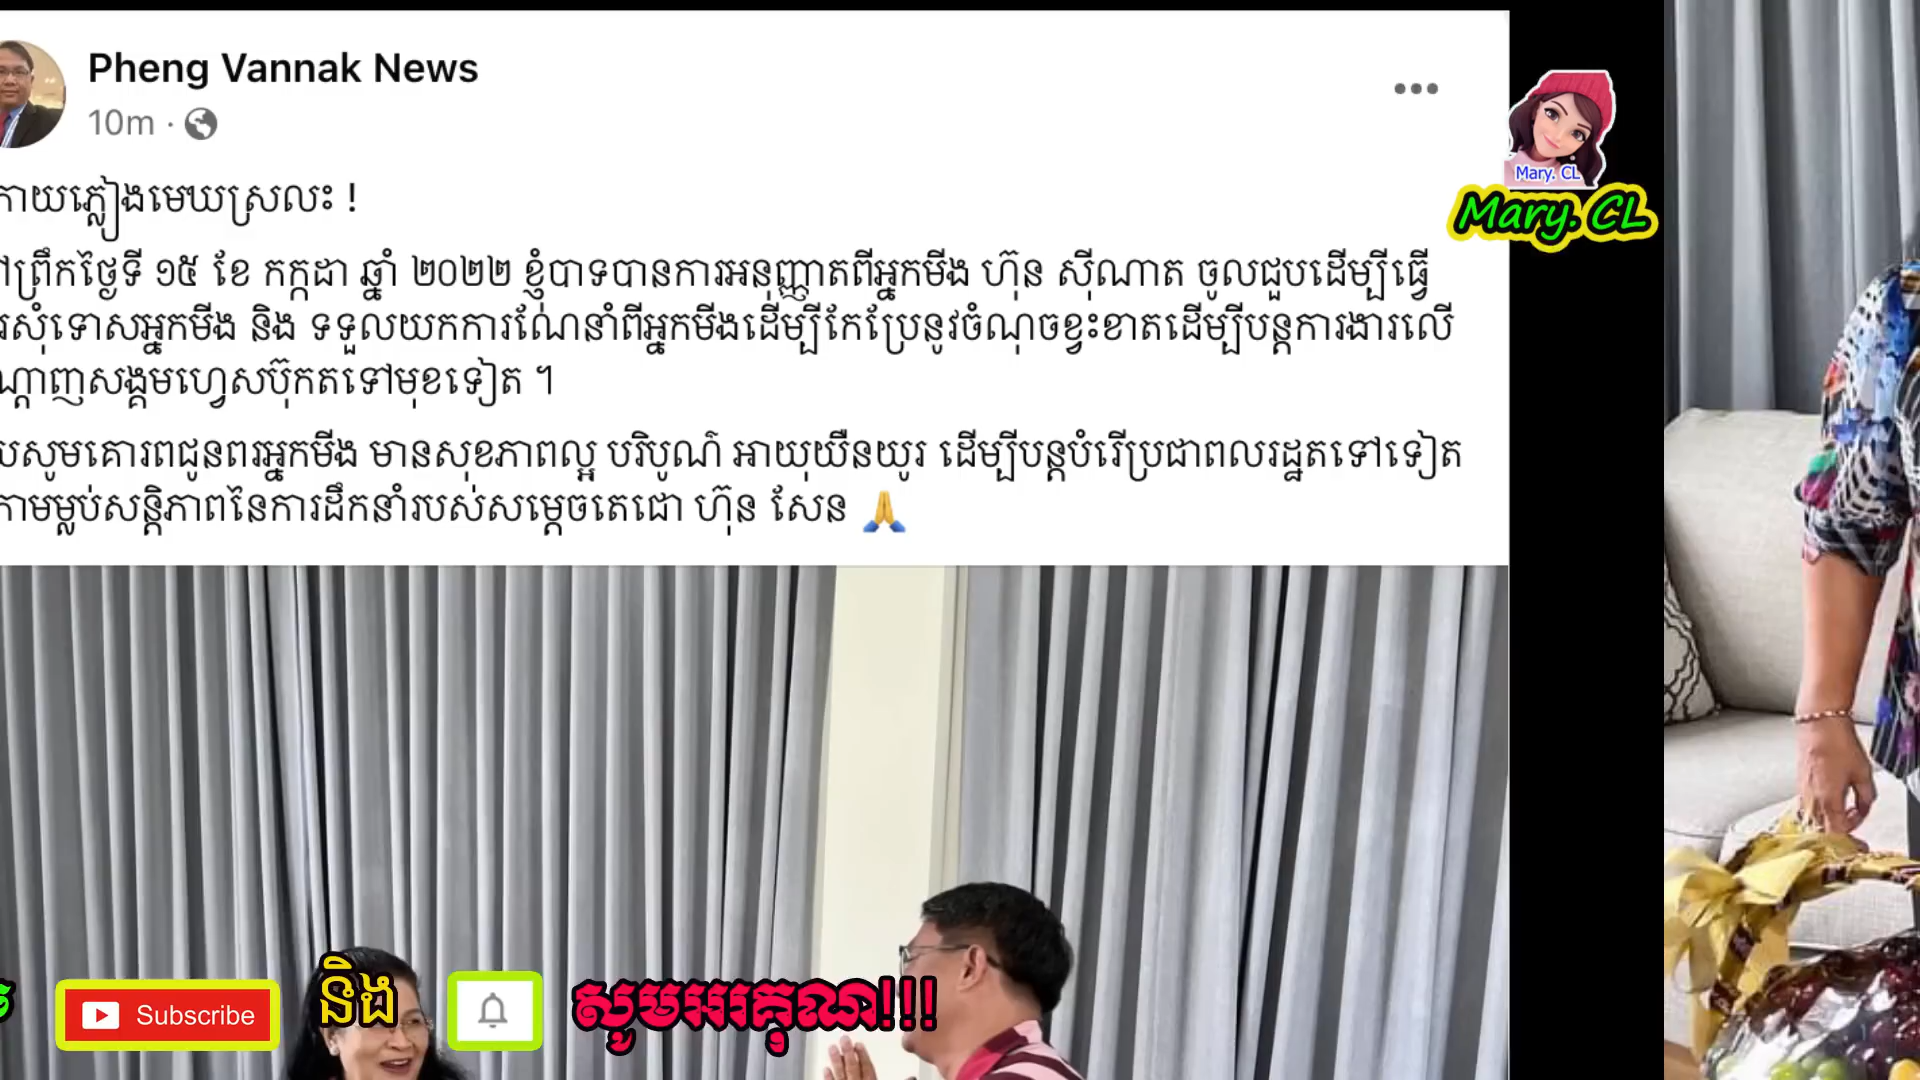 Pheng Vannak News
10m
Mary. CL
Mary. CL
ភ្លៀងមេឃស្រលះ !
ព្រឹកថ្ងៃទី ១៥ ខែ កក្កដា ឆ្នាំ ២០២២ ខ្ញុំបាទបានការអនុញ្ញាតពីអ្នកមីង ហ៊ុន ស៊ីណាត ចូលជួបដើម្បីធ្វើ
សុំទោសអ្នកមីង និង ទទួលយកការណែនាំពីអ្នកមីងដើម្បីកែប្រែនូវចំណុចខ្វះខាតដើម្បីបន្តការងារលើ
សង្គមហ្វេសប៊ុកតទៅមុខទៀត ។
សូមគោរពជូនពរអ្នកមីង មានសុខភាពល្អ បរិបូណ៌ អាយុយឺនយូរ ដើម្បីបន្តបំរើប្រជាពលរដ្ឋតទៅទៀត
ម្លប់សន្តិភាពនៃការដឹកនាំរបស់សម្តេចតេជោ ហ៊ុន សែន 🙏
Subscribe និង សូមអរគុណ!!!